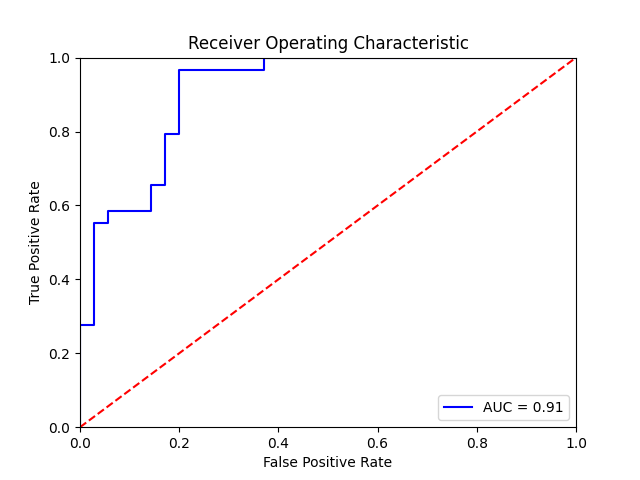 Receiver Operating Characteristic
True Positive Rate
1.0
0.8
0.6
0.4
0.2
0.0
AUC = 0.91
0.0 0.2 0.4 0.6 0.8 1.0
False Positive Rate